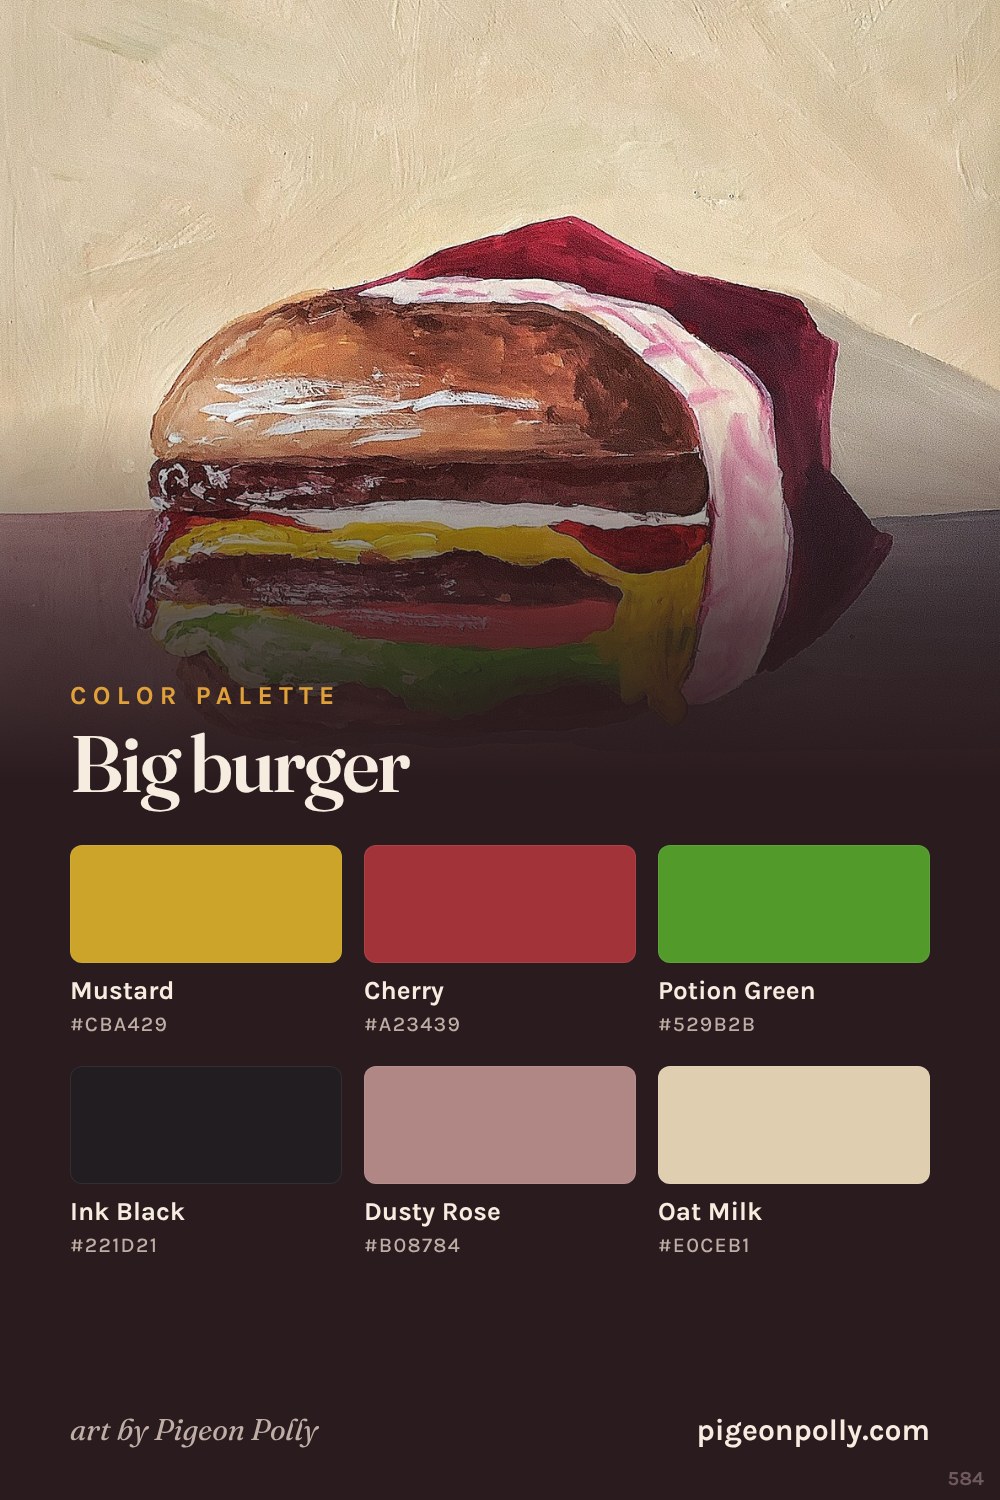 COLOR PALETTE
Big burger
Mustard
#CBA429
Cherry
#A23439
Potion Green
#529B2B
Ink Black
#221D21
Dusty Rose
#B08784
Oat Milk
#E0CEB1
art by Pigeon Polly
pigeonpolly.com
584